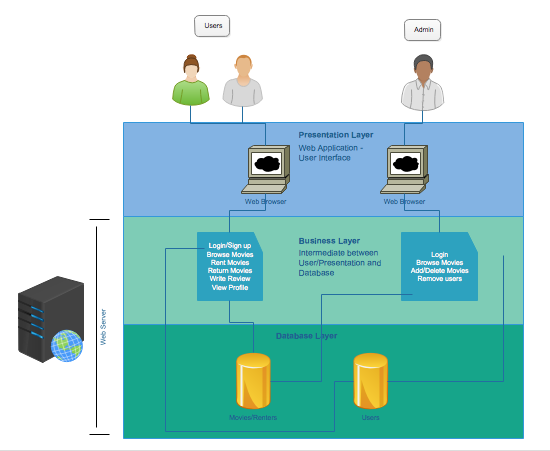 Users
Admin
Presentation Layer
Web Application -
User Interface
Web Browser
Web Browser
Login/Sign up
Browse Movies
Rent Movies
Return Movies
Write Review
View Profile
Business Layer
Intermediate between
User/Presentation and
Database
Login
Browse Movies
Add/Delete Movies
Remove users
Web Server
Database Layer
Users